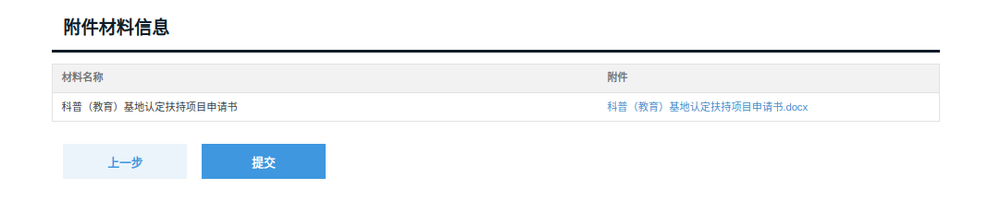 附件材料信息
材料名称 附件
科普（教育）基地认定扶持项目申请书 科普（教育）基地认定扶持项目申请书.docx
上一步 提交